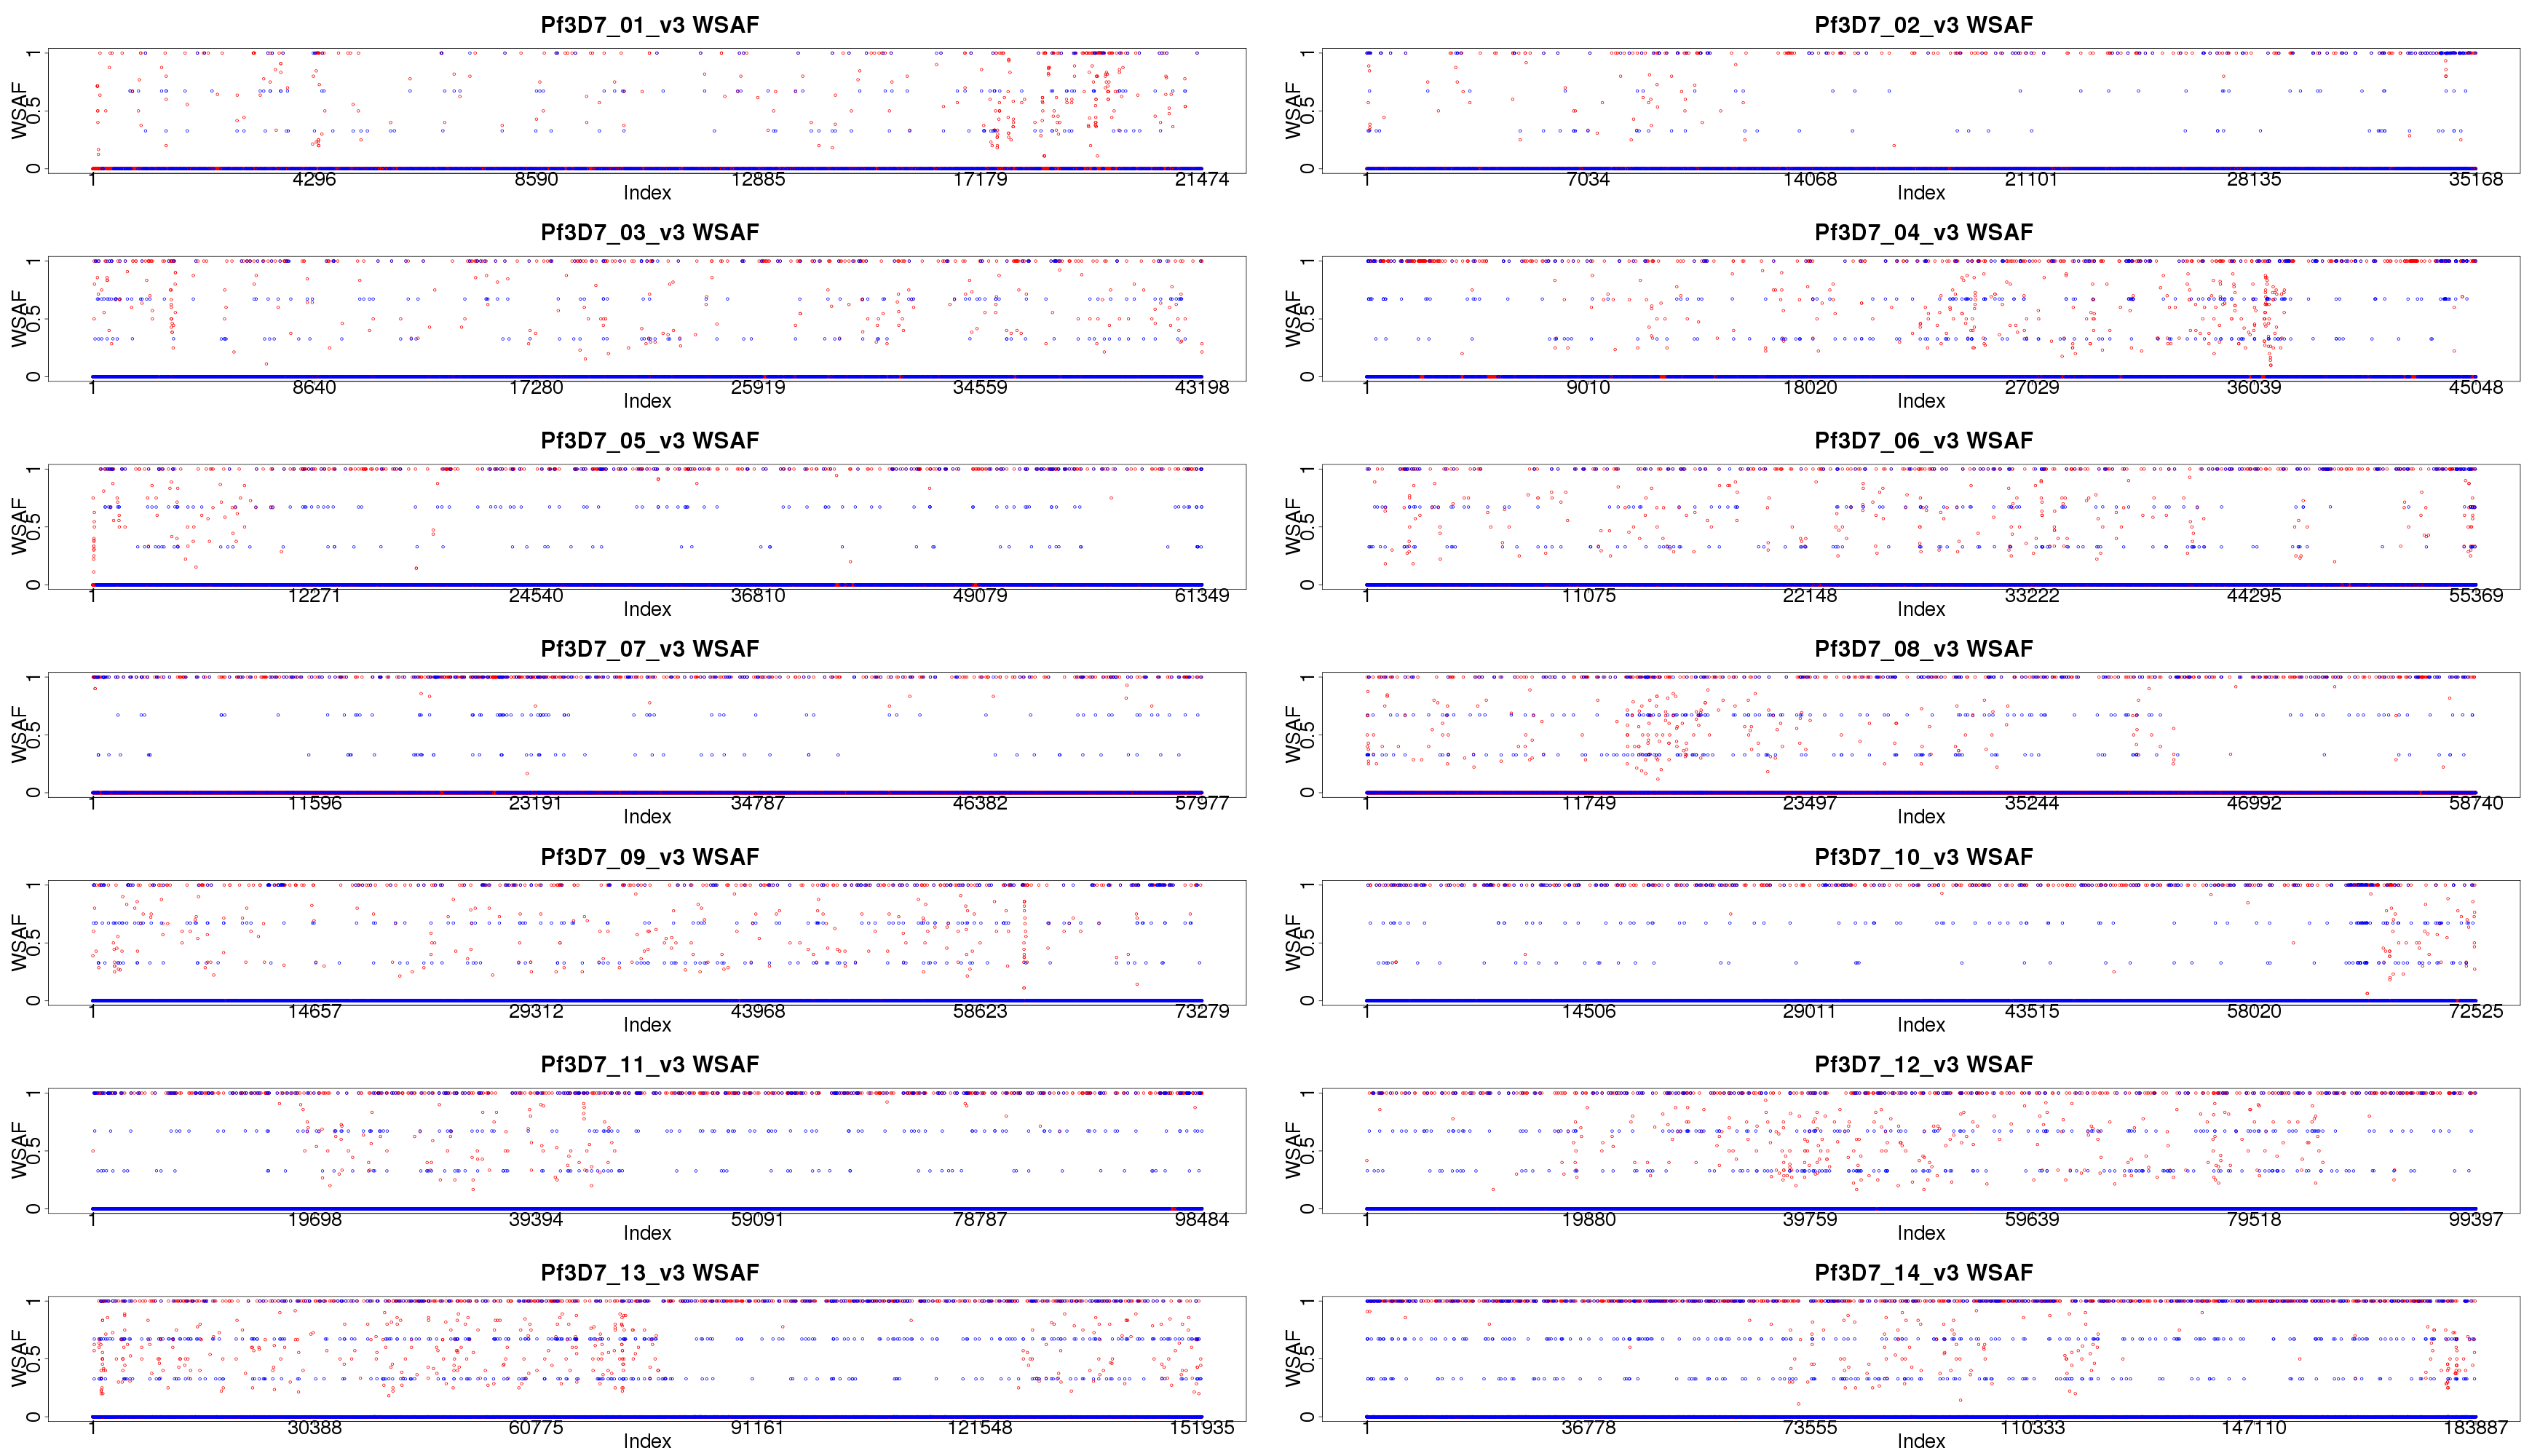 Pf3D7_01_v3 WSAF
WSAF
0 0.5 1
1 4296 8590 12885 17179 21474
Index
Pf3D7_02_v3 WSAF
WSAF
0 0.5 1
1 7034 14068 21101 28135 35168
Index
Pf3D7_03_v3 WSAF
WSAF
0 0.5 1
1 8640 17280 25919 34559 43198
Index
Pf3D7_04_v3 WSAF
WSAF
0 0.5 1
1 9010 18020 27029 36039 45048
Index
Pf3D7_05_v3 WSAF
WSAF
0 0.5 1
1 12271 24540 36810 49079 61349
Index
Pf3D7_06_v3 WSAF
WSAF
0 0.5 1
1 11075 22148 33222 44295 55369
Index
Pf3D7_07_v3 WSAF
WSAF
0 0.5 1
1 11596 23191 34787 46382 57977
Index
Pf3D7_08_v3 WSAF
WSAF
0 0.5 1
1 11749 23497 35244 46992 58740
Index
Pf3D7_09_v3 WSAF
WSAF
0 0.5 1
1 14657 29312 43968 58623 73279
Index
Pf3D7_10_v3 WSAF
WSAF
0 0.5 1
1 14506 29011 43515 58020 72525
Index
Pf3D7_11_v3 WSAF
WSAF
0 0.5 1
1 19698 39394 59091 78787 98484
Index
Pf3D7_12_v3 WSAF
WSAF
0 0.5 1
1 19880 39759 59639 79518 99397
Index
Pf3D7_13_v3 WSAF
WSAF
0 0.5 1
1 30388 60775 91161 121548 151935
Index
Pf3D7_14_v3 WSAF
WSAF
0 0.5 1
1 36778 73555 110333 147110 183887
Index